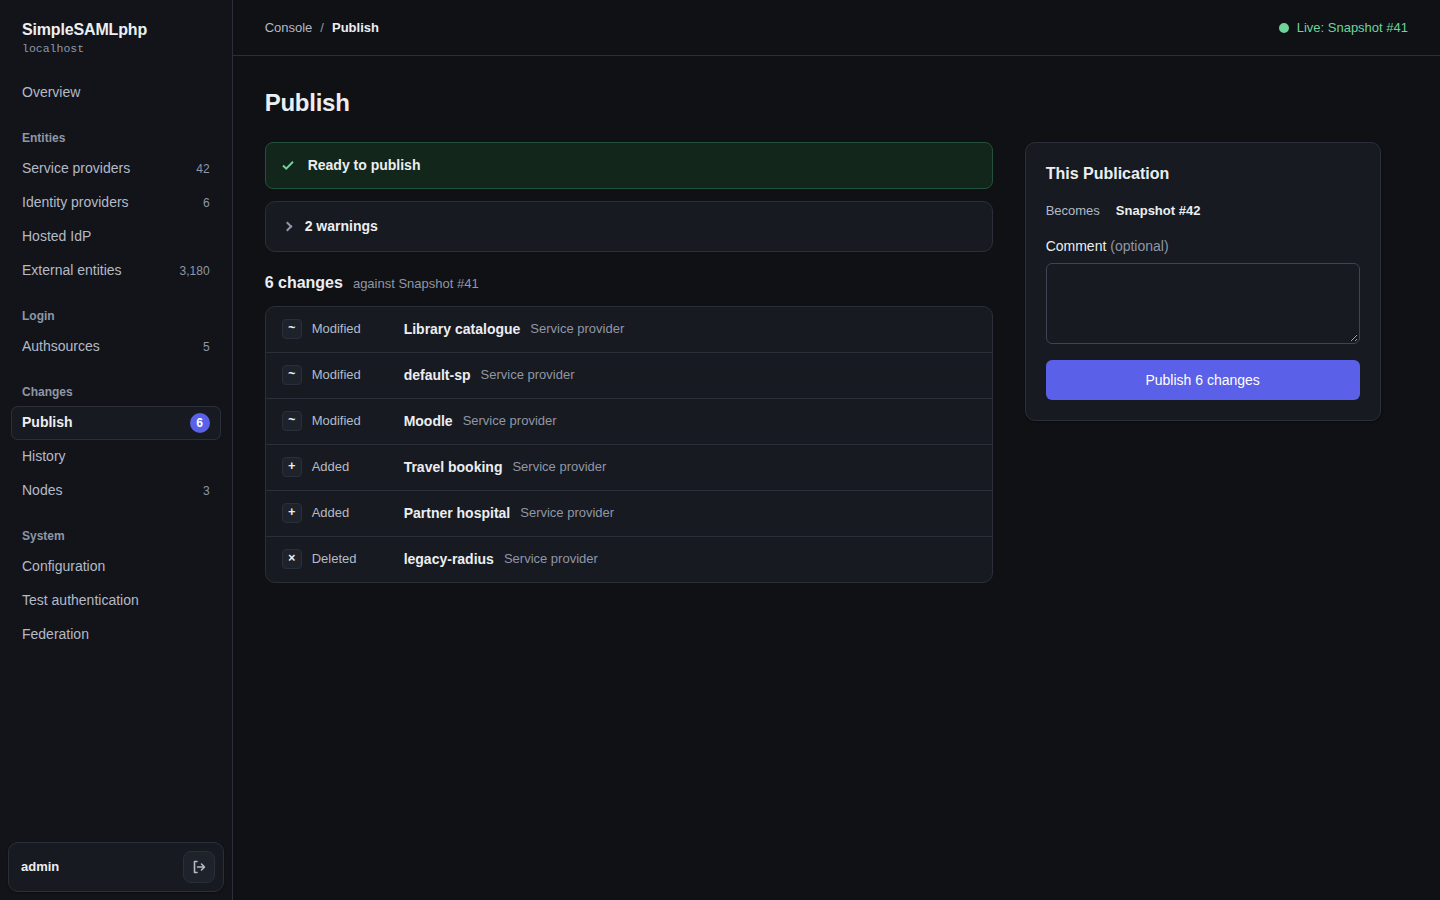 SimpleSAMLphp
localhost
Overview
Entities
Service providers 42
Identity providers 6
Hosted IdP
External entities 3,180
Login
Authsources 5
Changes
Publish 6
History
Nodes 3
System
Configuration
Test authentication
Federation
admin
Console / Publish
Live: Snapshot #41
Publish
Ready to publish
2 warnings
6 changes against Snapshot #41
~ Modified Library catalogue Service provider
~ Modified default-sp Service provider
~ Modified Moodle Service provider
+ Added Travel booking Service provider
+ Added Partner hospital Service provider
× Deleted legacy-radius Service provider
This Publication
Becomes Snapshot #42
Comment (optional)
Publish 6 changes